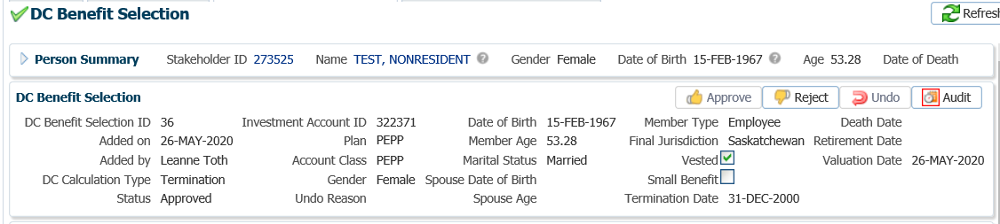 DC Benefit Selection
Refresh
Person Summary Stakeholder ID 273525 Name TEST, NONRESIDENT Gender Female Date of Birth 15-FEB-1967 Age 53.28 Date of Death
DC Benefit Selection Approve Reject Undo Audit
DC Benefit Selection ID 36 Investment Account ID 322371 Date of Birth 15-FEB-1967 Member Type Employee Death Date
Added on 26-MAY-2020 Plan PEPP Member Age 53.28 Final Jurisdiction Saskatchewan Retirement Date
Added by Leanne Toth Account Class PEPP Marital Status Married Vested Valuation Date 26-MAY-2020
DC Calculation Type Termination Gender Female Spouse Date of Birth Small Benefit
Status Approved Undo Reason Spouse Age Termination Date 31-DEC-2000